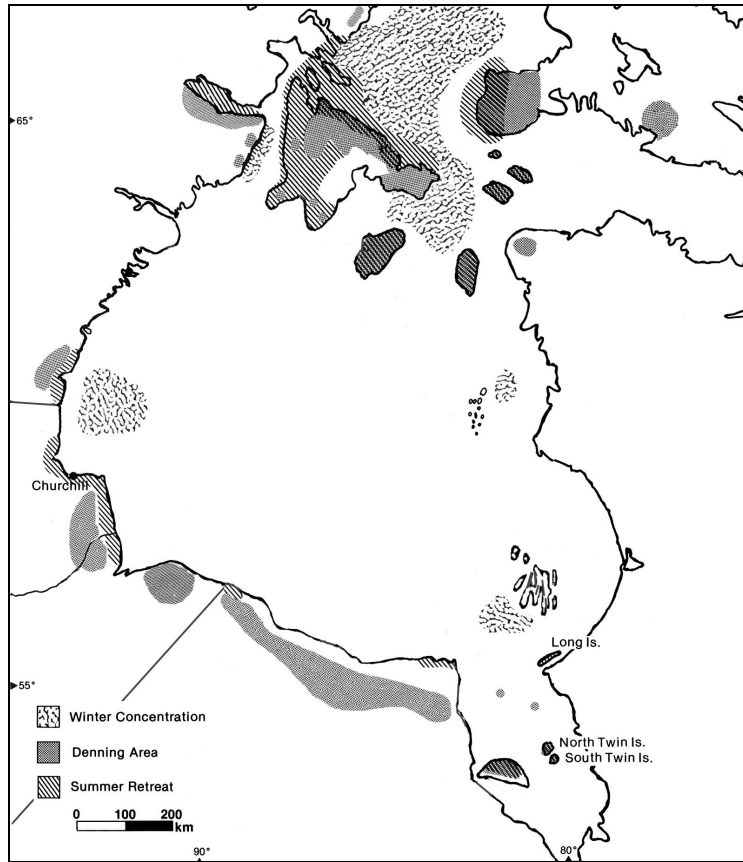 65°
Churchill
Long Is.
55°
Winter Concentration
North Twin Is.
Denning Area
South Twin Is.
Summer Retreat
0 100 200
km
90°
80°